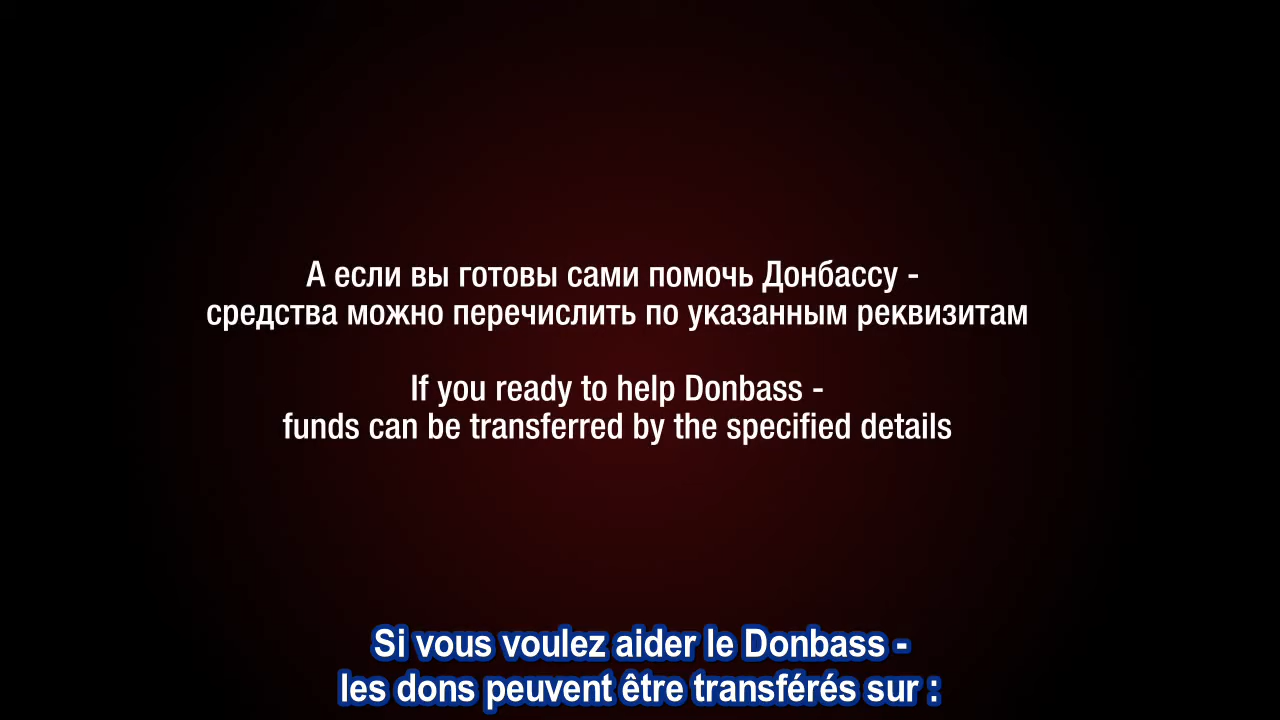 А если вы готовы сами помочь Донбассу -
средства можно перечислить по указанным реквизитам
If you ready to help Donbass -
funds can be transferred by the specified details
Si vous voulez aider le Donbass -
les dons peuvent être transférés sur :